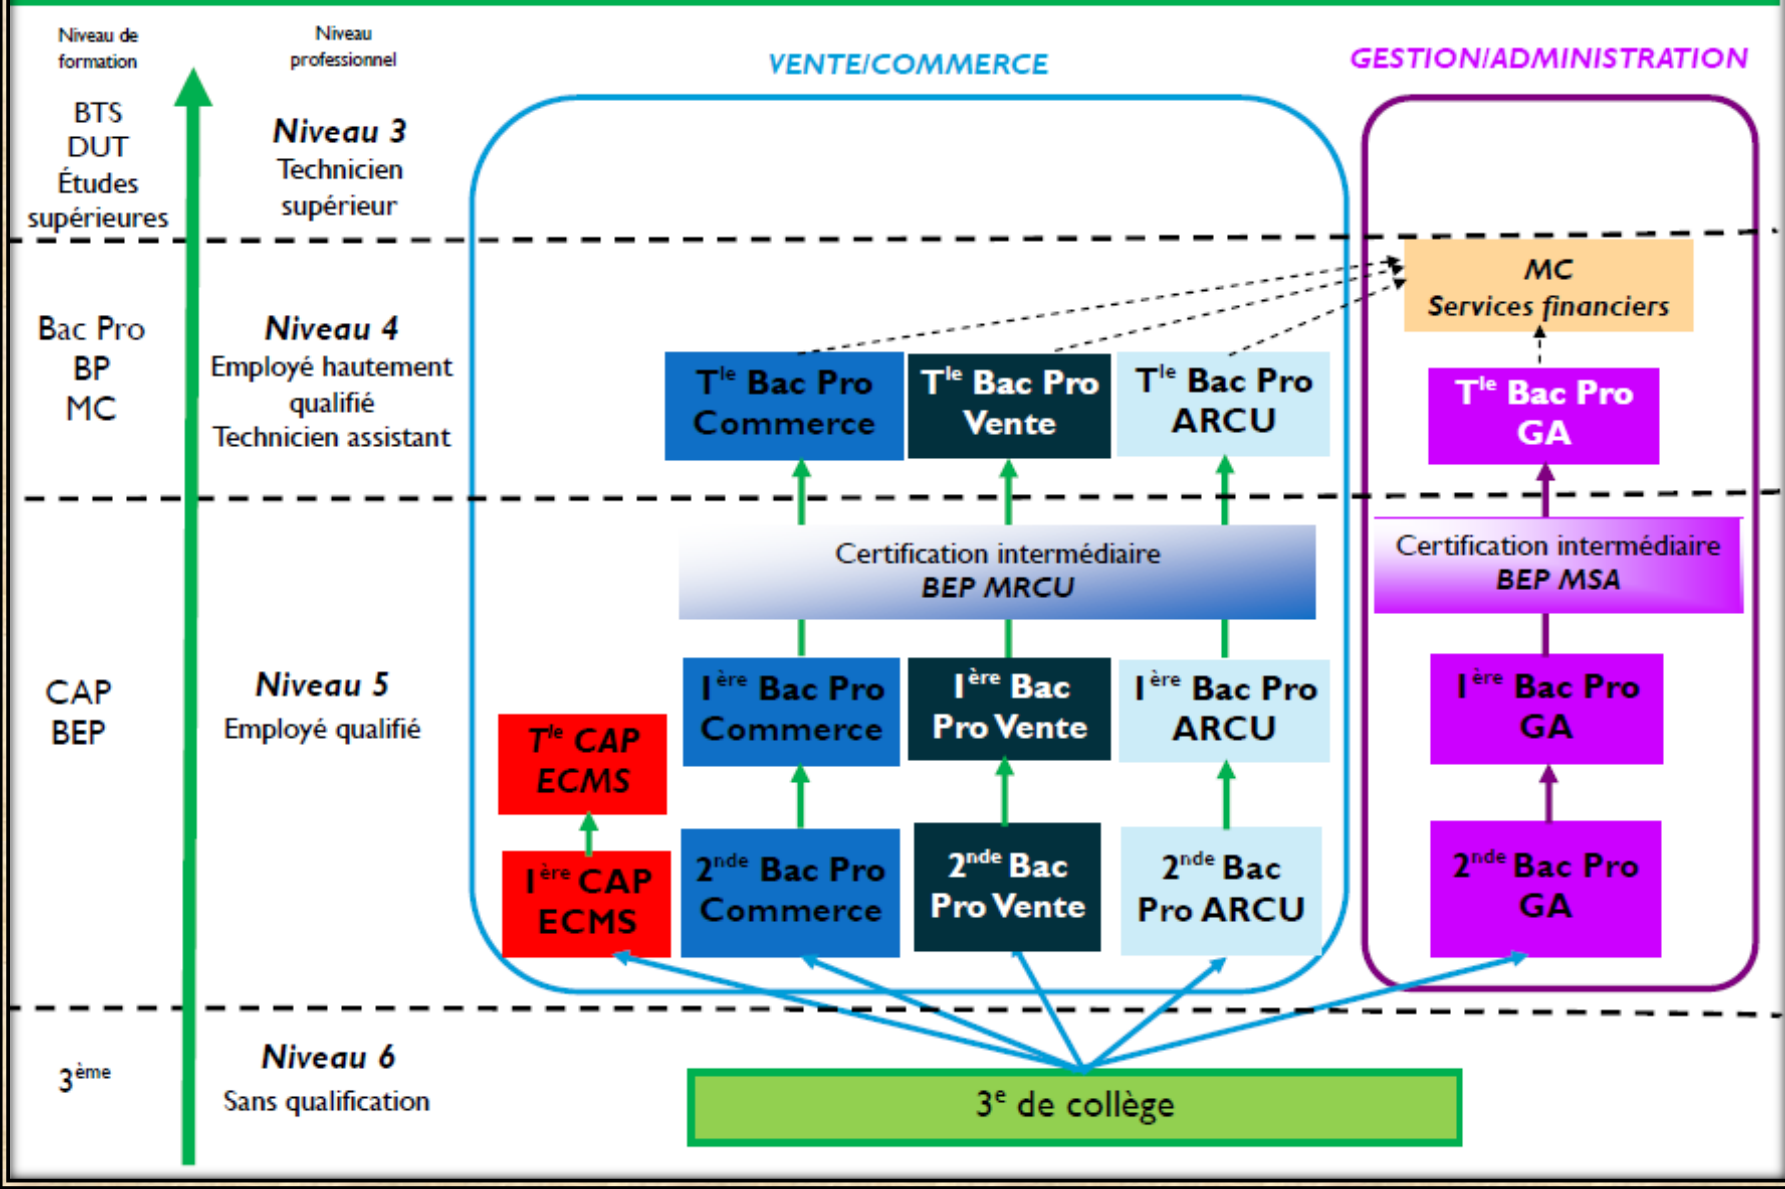 Niveau de
formation
Niveau
professionnel
VENTE/COMMERCE
GESTION/ADMINISTRATION
BTS
DUT
Études
supérieures
Niveau 3
Technicien
supérieur
MC
Services financiers
Bac Pro
BP
MC
Niveau 4
Employé hautement
qualifié
Technicien assistant
Tle Bac Pro
Commerce
Tle Bac Pro
Vente
Tle Bac Pro
ARCU
Tle Bac Pro
GA
Certification intermédiaire
BEP MRCU
Certification intermédiaire
BEP MSA
CAP
BEP
Niveau 5
Employé qualifié
Tle CAP
ECMS
1ère Bac Pro
Commerce
1ère Bac
Pro Vente
1ère Bac Pro
ARCU
1ère Bac Pro
GA
1ère CAP
ECMS
2nde Bac Pro
Commerce
2nde Bac
Pro Vente
2nde Bac
Pro ARCU
2nde Bac Pro
GA
3ème
Niveau 6
Sans qualification
3e de collège